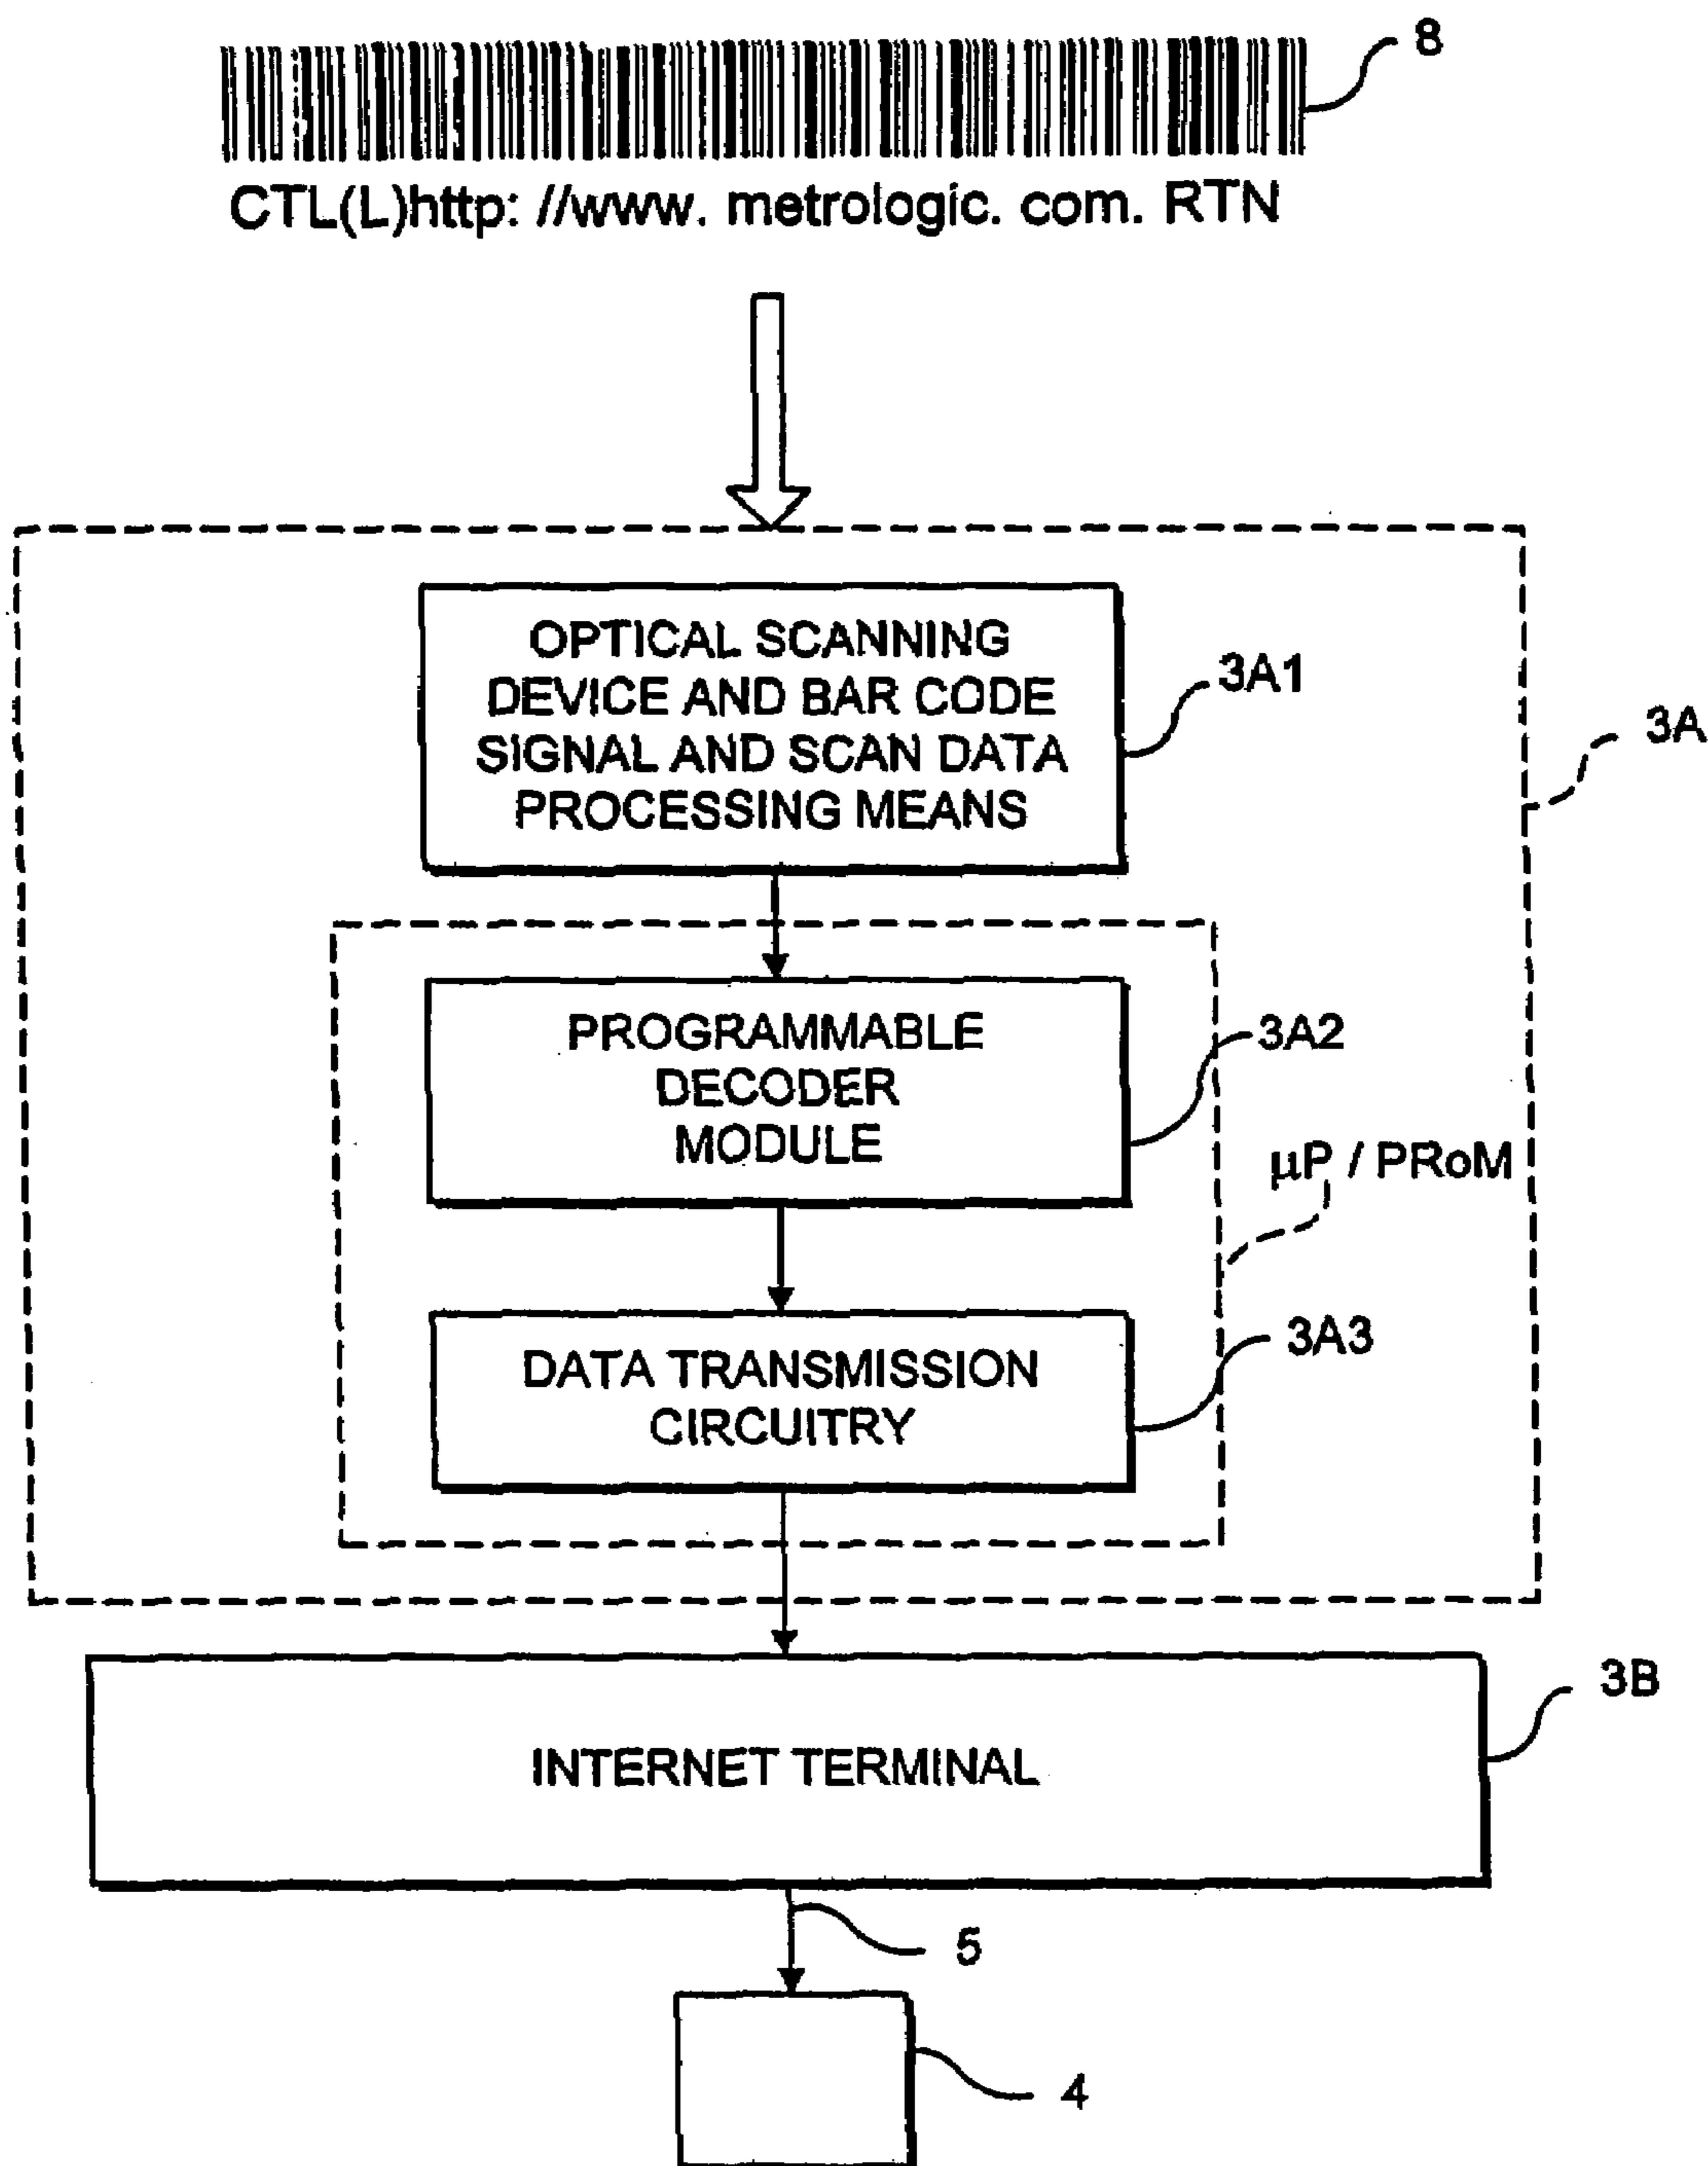 8
CTL(L)http: //www. metrologic. com. RTN
OPTICAL SCANNING
DEVICE AND BAR CODE
SIGNAL AND SCAN DATA
PROCESSING MEANS
3A1
3A
PROGRAMMABLE
DECODER
MODULE
3A2
µP / PRoM
DATA TRANSMISSION
CIRCUITRY
3A3
INTERNET TERMINAL
3B
5
4